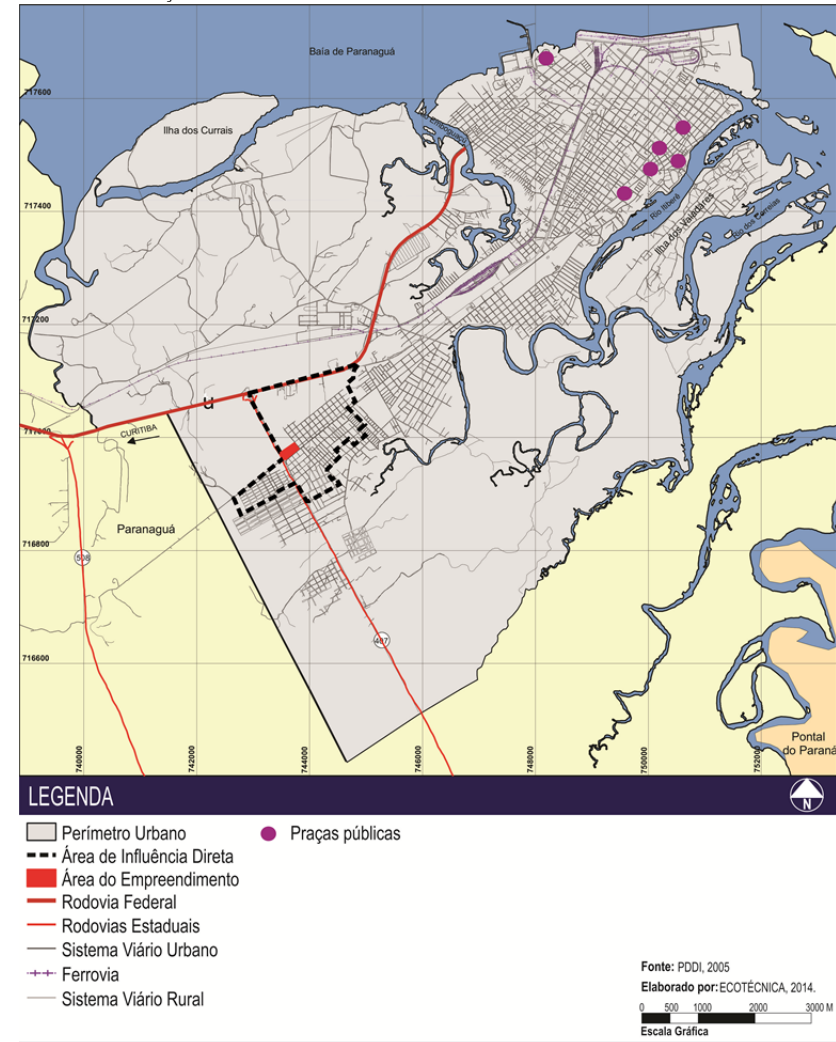 Baía de Paranaguá
717600
Ilha dos Currais
717400
Rio Itiberê
Ilha dos Valadares
Rio dos Correias
717200
CURITIBA
Paranaguá
716800
508
407
716600
740000
742000
744000
746000
748000
750000
752000
Pontal
do Paraná
LEGENDA
N
Perímetro Urbano
Praças públicas
Área de Influência Direta
Área do Empreendimento
Rodovia Federal
Rodovias Estaduais
Sistema Viário Urbano
Ferrovia
Sistema Viário Rural
Fonte: PDDI, 2005
Elaborado por: ECOTÉCNICA, 2014.
0 500 1000 2000 3000 M
Escala Gráfica